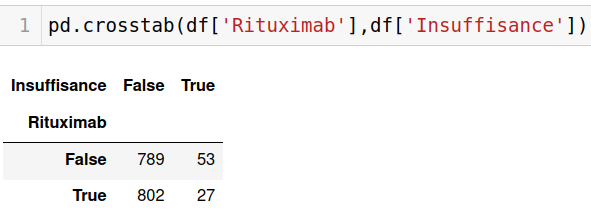 1 pd.crosstab(df['Rituximab'],df['Insuffisance'])
Insuffisance False True
Rituximab
False 789 53
True 802 27